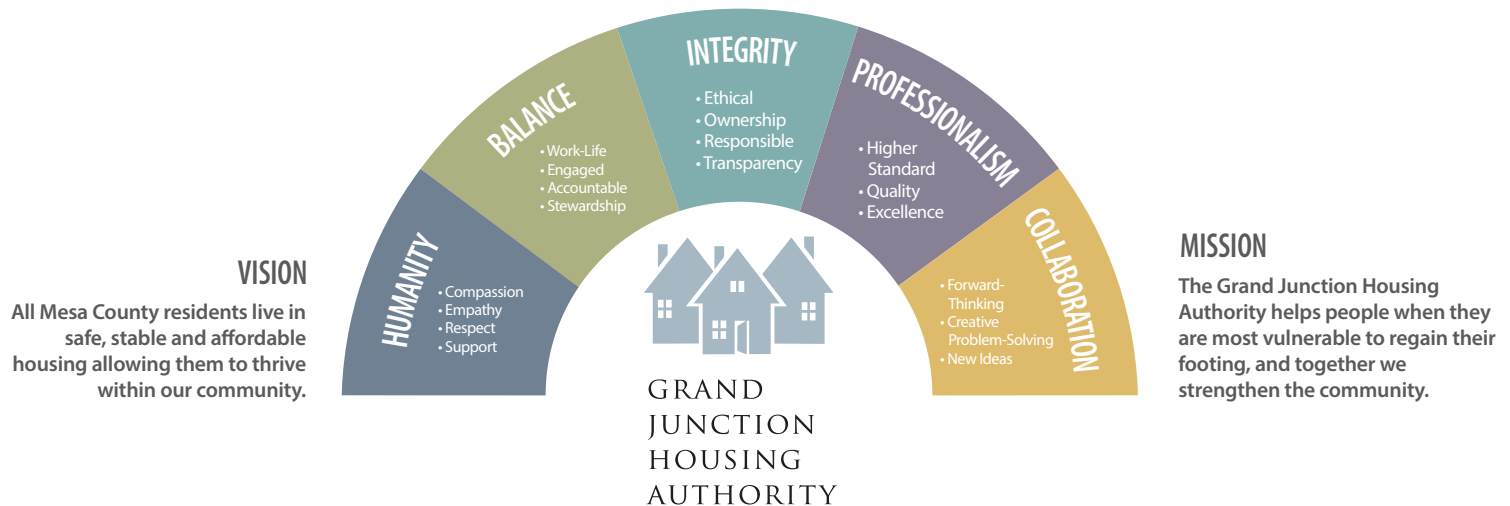 VISION
All Mesa County residents live in
safe, stable and affordable
housing allowing them to thrive
within our community.
HUMANITY
• Compassion
• Empathy
• Respect
• Support
BALANCE
• Work-Life
• Engaged
• Accountable
• Stewardship
INTEGRITY
• Ethical
• Ownership
• Responsible
• Transparency
PROFESSIONALISM
• Higher
Standard
• Quality
• Excellence
COLLABORATION
• Forward-
Thinking
• Creative
Problem-Solving
• New Ideas
GRAND
JUNCTION
HOUSING
AUTHORITY
MISSION
The Grand Junction Housing
Authority helps people when they
are most vulnerable to regain their
footing, and together we
strengthen the community.